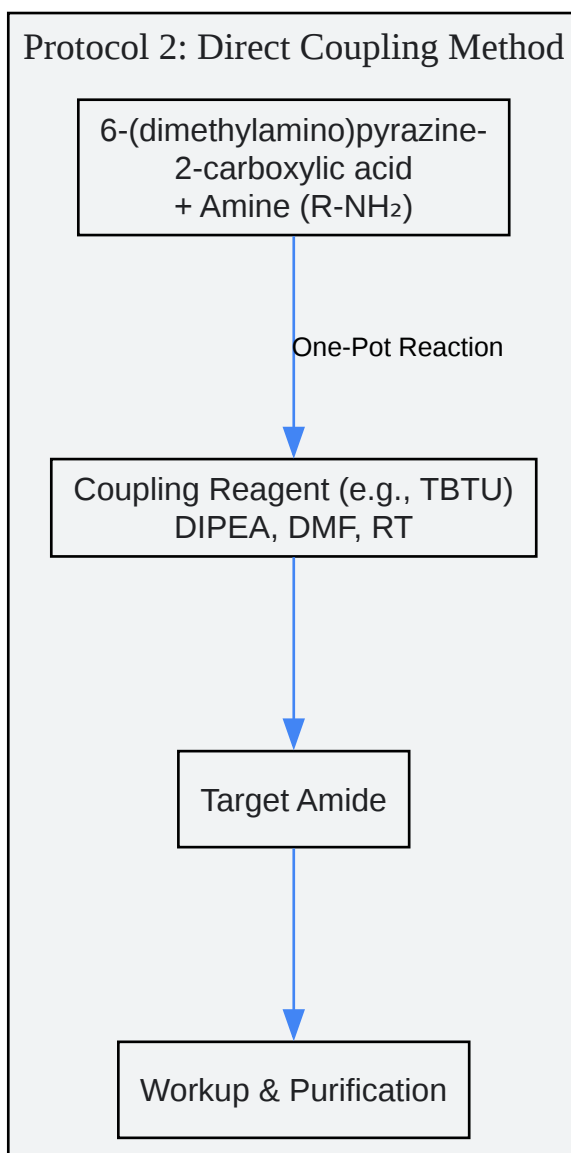 Protocol 2: Direct Coupling Method
6-(dimethylamino)pyrazine-
2-carboxylic acid
+ Amine (R-NH₂)
One-Pot Reaction
Coupling Reagent (e.g., TBTU)
DIPEA, DMF, RT
Target Amide
Workup & Purification